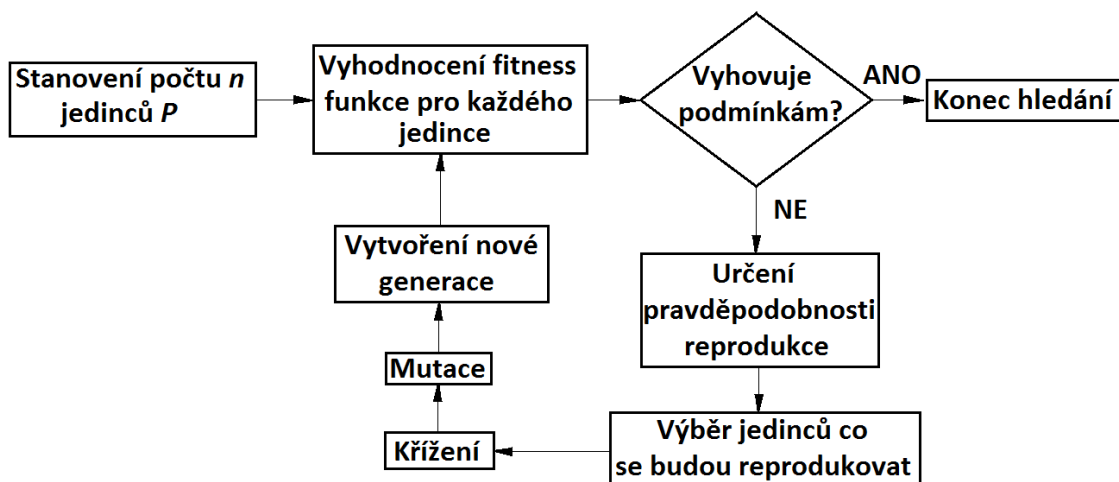 Stanovení počtu n
jedinců P
Vyhodnocení fitness
funkce pro každého
jedince
Vyhovuje
podmínkám?
ANO
Konec hledání
NE
Určení
pravděpodobnosti
reprodukce
Výběr jedinců co
se budou reprodukovat
Křížení
Mutace
Vytvoření nové
generace